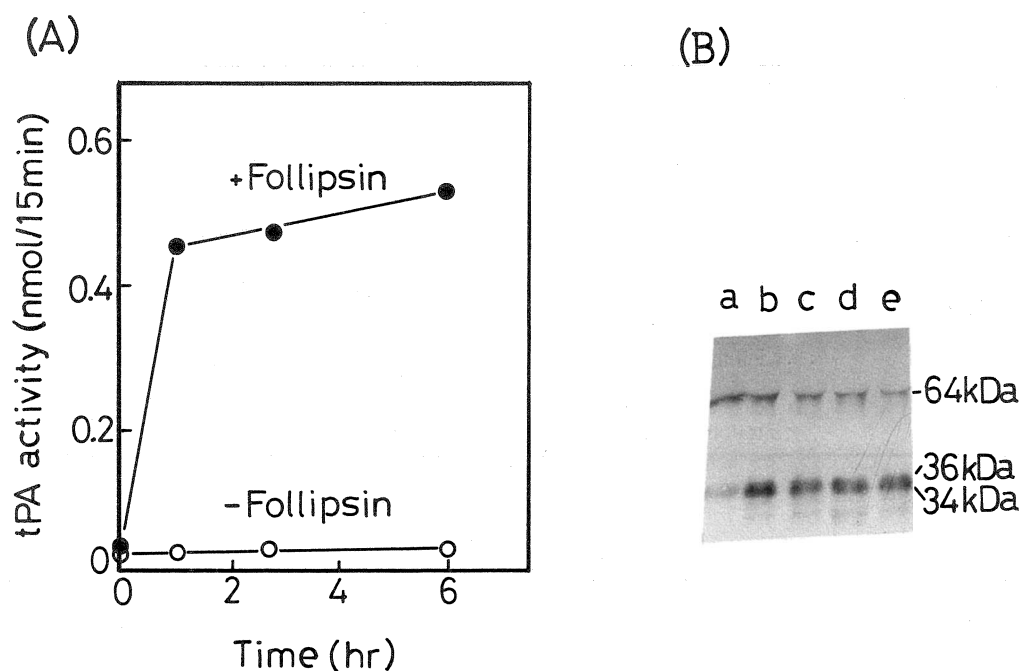 (A)
tPA activity (nmol/15min)
0.6
0.4
0.2
0
+Follipsin
-Follipsin
0 2 4 6
Time (hr)
(B)
a b c d e
-64kDa
36kDa
34kDa